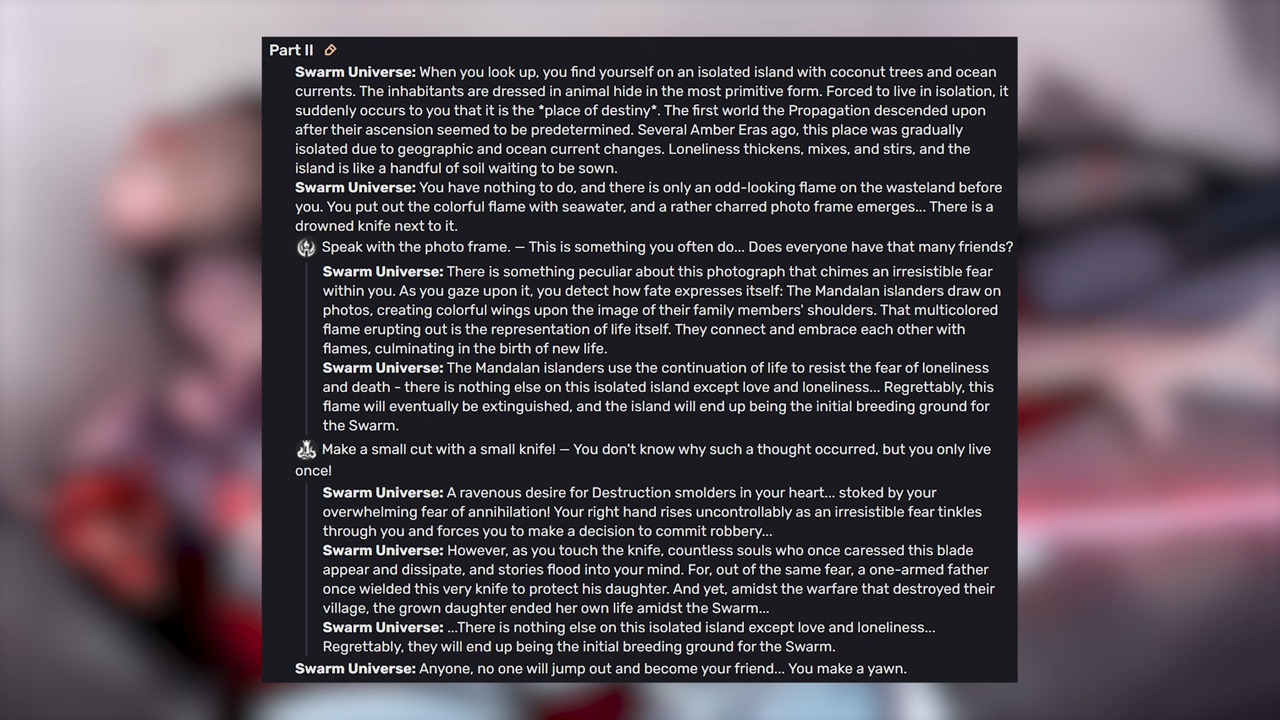 Part II
Swarm Universe: When you look up, you find yourself on an isolated island with coconut trees and ocean
currents. The inhabitants are dressed in animal hide in the most primitive form. Forced to live in isolation, it
suddenly occurs to you that it is the *place of destiny*. The first world the Propagation descended upon
after their ascension seemed to be predetermined. Several Amber Eras ago, this place was gradually
isolated due to geographic and ocean current changes. Loneliness thickens, mixes, and stirs, and the
island is like a handful of soil waiting to be sown.
Swarm Universe: You have nothing to do, and there is only an odd-looking flame on the wasteland before
you. You put out the colorful flame with seawater, and a rather charred photo frame emerges... There is a
drowned knife next to it.
Speak with the photo frame. — This is something you often do... Does everyone have that many friends?
Swarm Universe: There is something peculiar about this photograph that chimes an irresistible fear
within you. As you gaze upon it, you detect how fate expresses itself: The Mandalan islanders draw on
photos, creating colorful wings upon the image of their family members' shoulders. That multicolored
flame erupting out is the representation of life itself. They connect and embrace each other with
flames, culminating in the birth of new life.
Swarm Universe: The Mandalan islanders use the continuation of life to resist the fear of loneliness
and death - there is nothing else on this isolated island except love and loneliness... Regrettably, this
flame will eventually be extinguished, and the island will end up being the initial breeding ground for
the Swarm.
Make a small cut with a small knife! — You don't know why such a thought occurred, but you only live
once!
Swarm Universe: A ravenous desire for Destruction smolders in your heart... stoked by your
overwhelming fear of annihilation! Your right hand rises uncontrollably as an irresistible fear tinkles
through you and forces you to make a decision to commit robbery...
Swarm Universe: However, as you touch the knife, countless souls who once caressed this blade
appear and dissipate, and stories flood into your mind. For, out of the same fear, a one-armed father
once wielded this very knife to protect his daughter. And yet, amidst the warfare that destroyed their
village, the grown daughter ended her own life amidst the Swarm...
Swarm Universe: ...There is nothing else on this isolated island except love and loneliness...
Regrettably, they will end up being the initial breeding ground for the Swarm.
Swarm Universe: Anyone, no one will jump out and become your friend... You make a yawn.